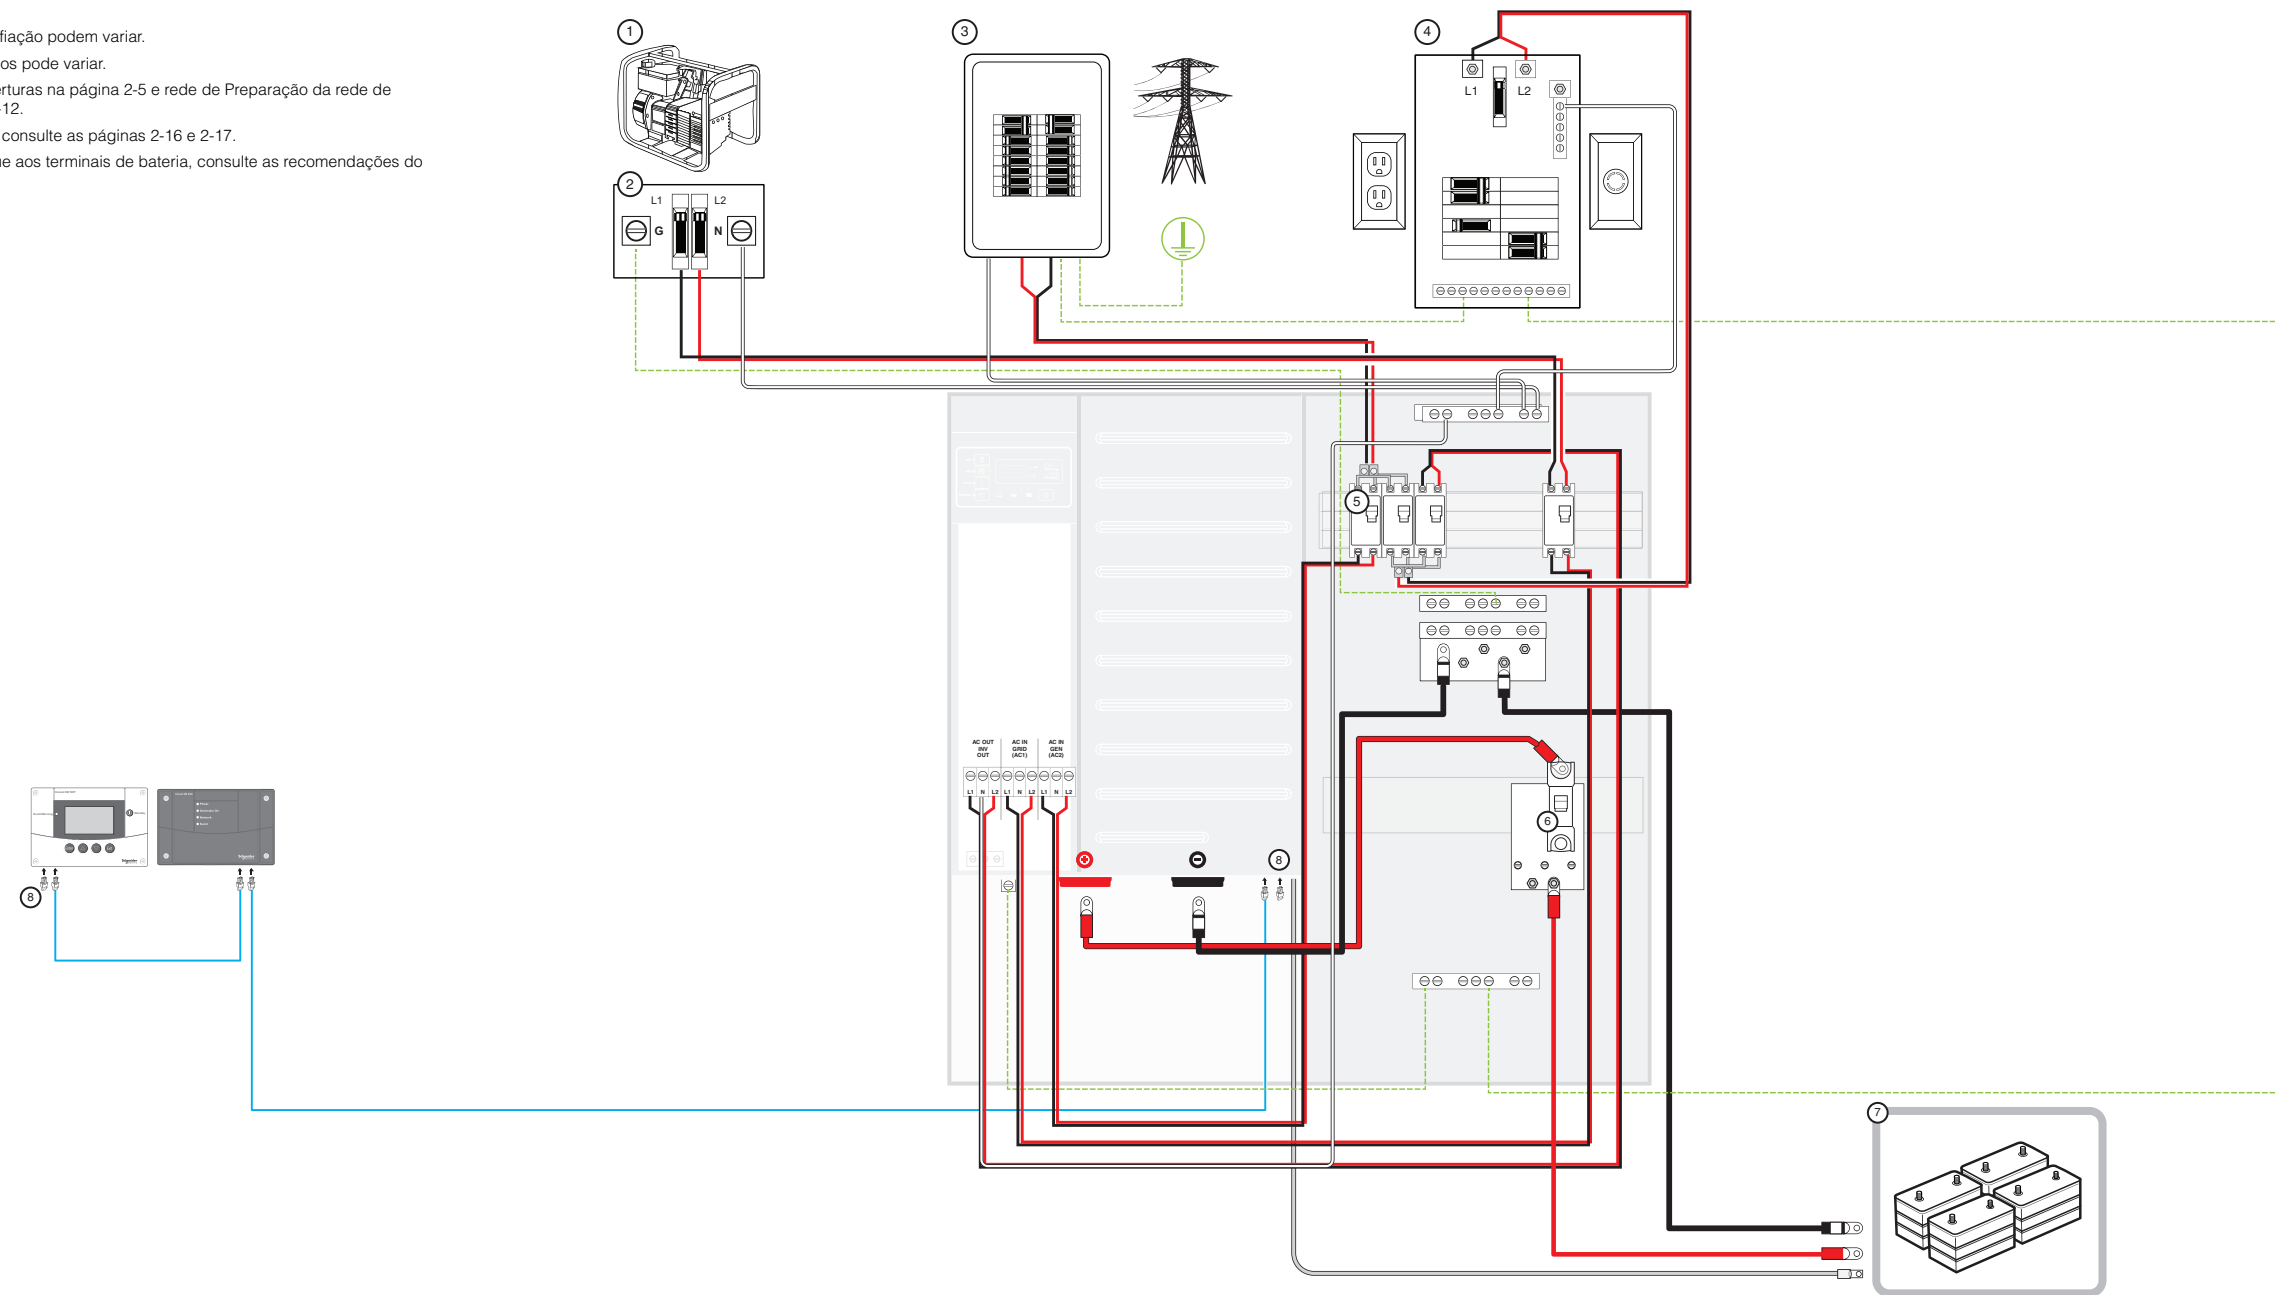 fiação podem variar.
os pode variar.
erturas na página 2-5 e rede de Preparação da rede de
-12.
consulte as páginas 2-16 e 2-17.
ue aos terminais de bateria, consulte as recomendações do
1
3
4
L1 L2
2
L1 L2
G N
5
AC OUT INV OUT
AC IN GRID (AC1)
AC IN GEN (AC2)
L1 N L2 L1 N L2 L1 N L2
6
8
8
7